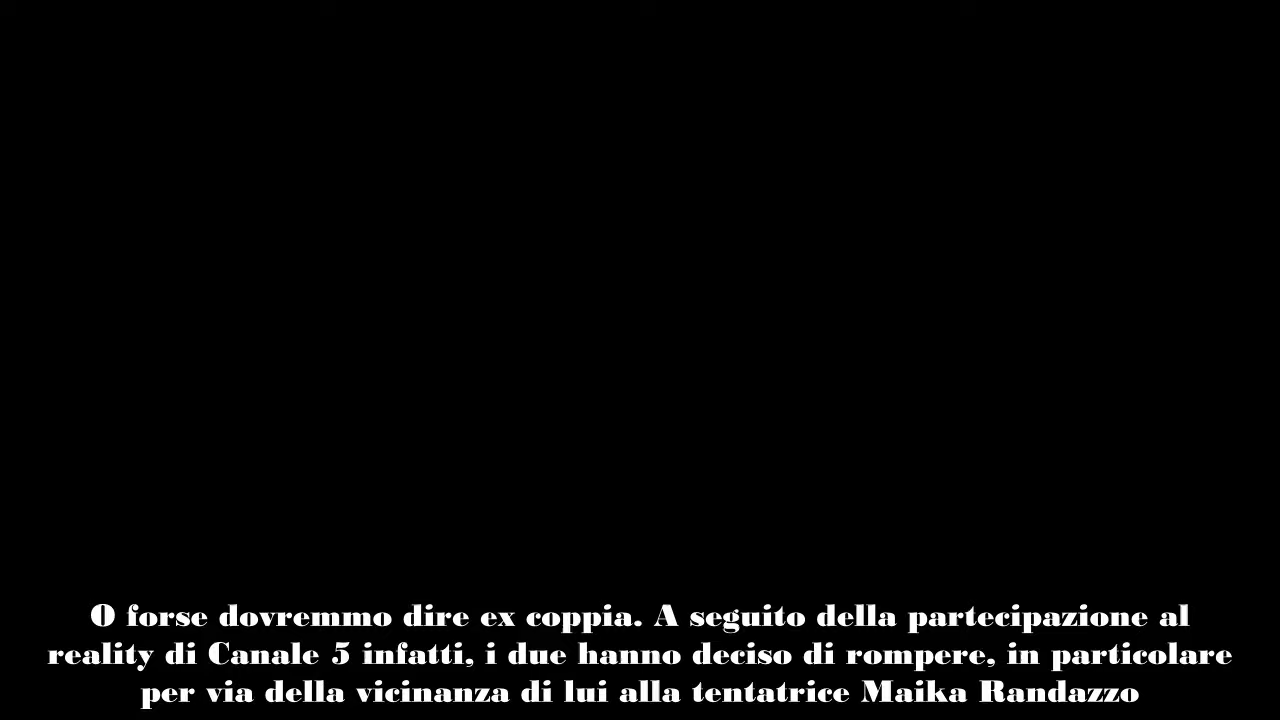 O forse dovremmo dire ex coppia. A seguito della partecipazione al
reality di Canale 5 infatti, i due hanno deciso di rompere, in particolare
per via della vicinanza di lui alla tentatrice Maika Randazzo